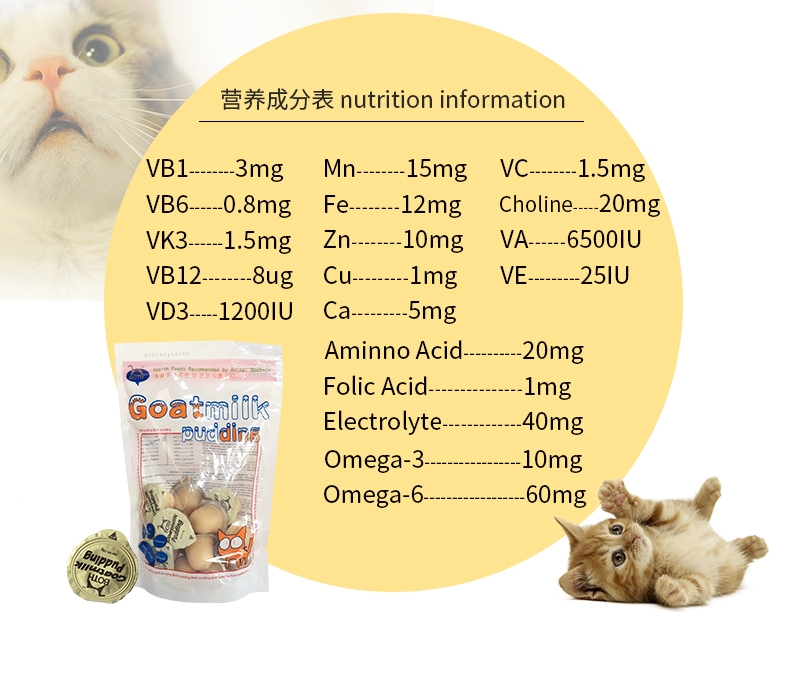 营养成分表 nutrition information
VB1--------3mg
VB6------0.8mg
VK3------1.5mg
VB12--------8ug
VD3-----1200IU
Mn--------15mg
Fe--------12mg
Zn--------10mg
Cu---------1mg
Ca---------5mg
VC--------1.5mg
Choline-----20mg
VA------6500IU
VE---------25IU
Aminno Acid----------20mg
Folic Acid---------------1mg
Electrolyte-------------40mg
Omega-3----------------10mg
Omega-6-----------------60mg
Health Foods Recommended by Animal Doctors
Goatmilk
pudding
BOTH
Goatmilk
Pudding